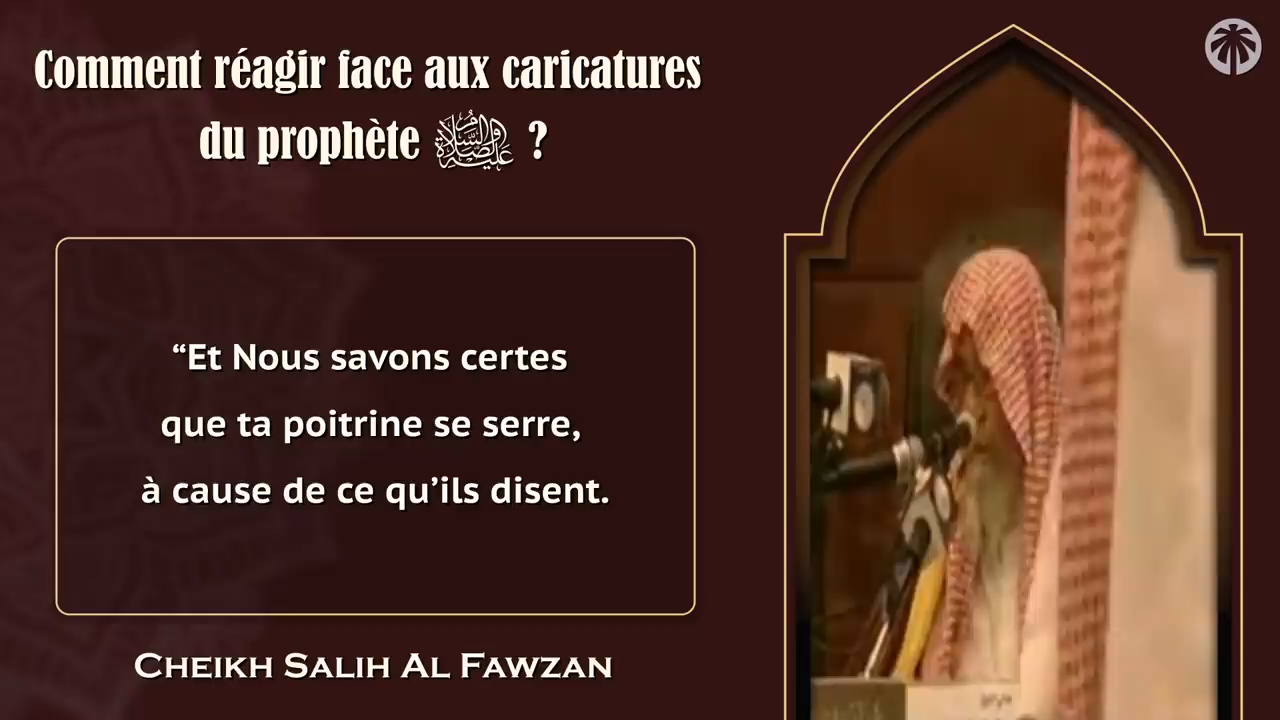 Comment réagir face aux caricatures
du prophète عليه الصلاة والسلام ?
“Et Nous savons certes
que ta poitrine se serre,
à cause de ce qu’ils disent.
Cheikh Salih Al Fawzan